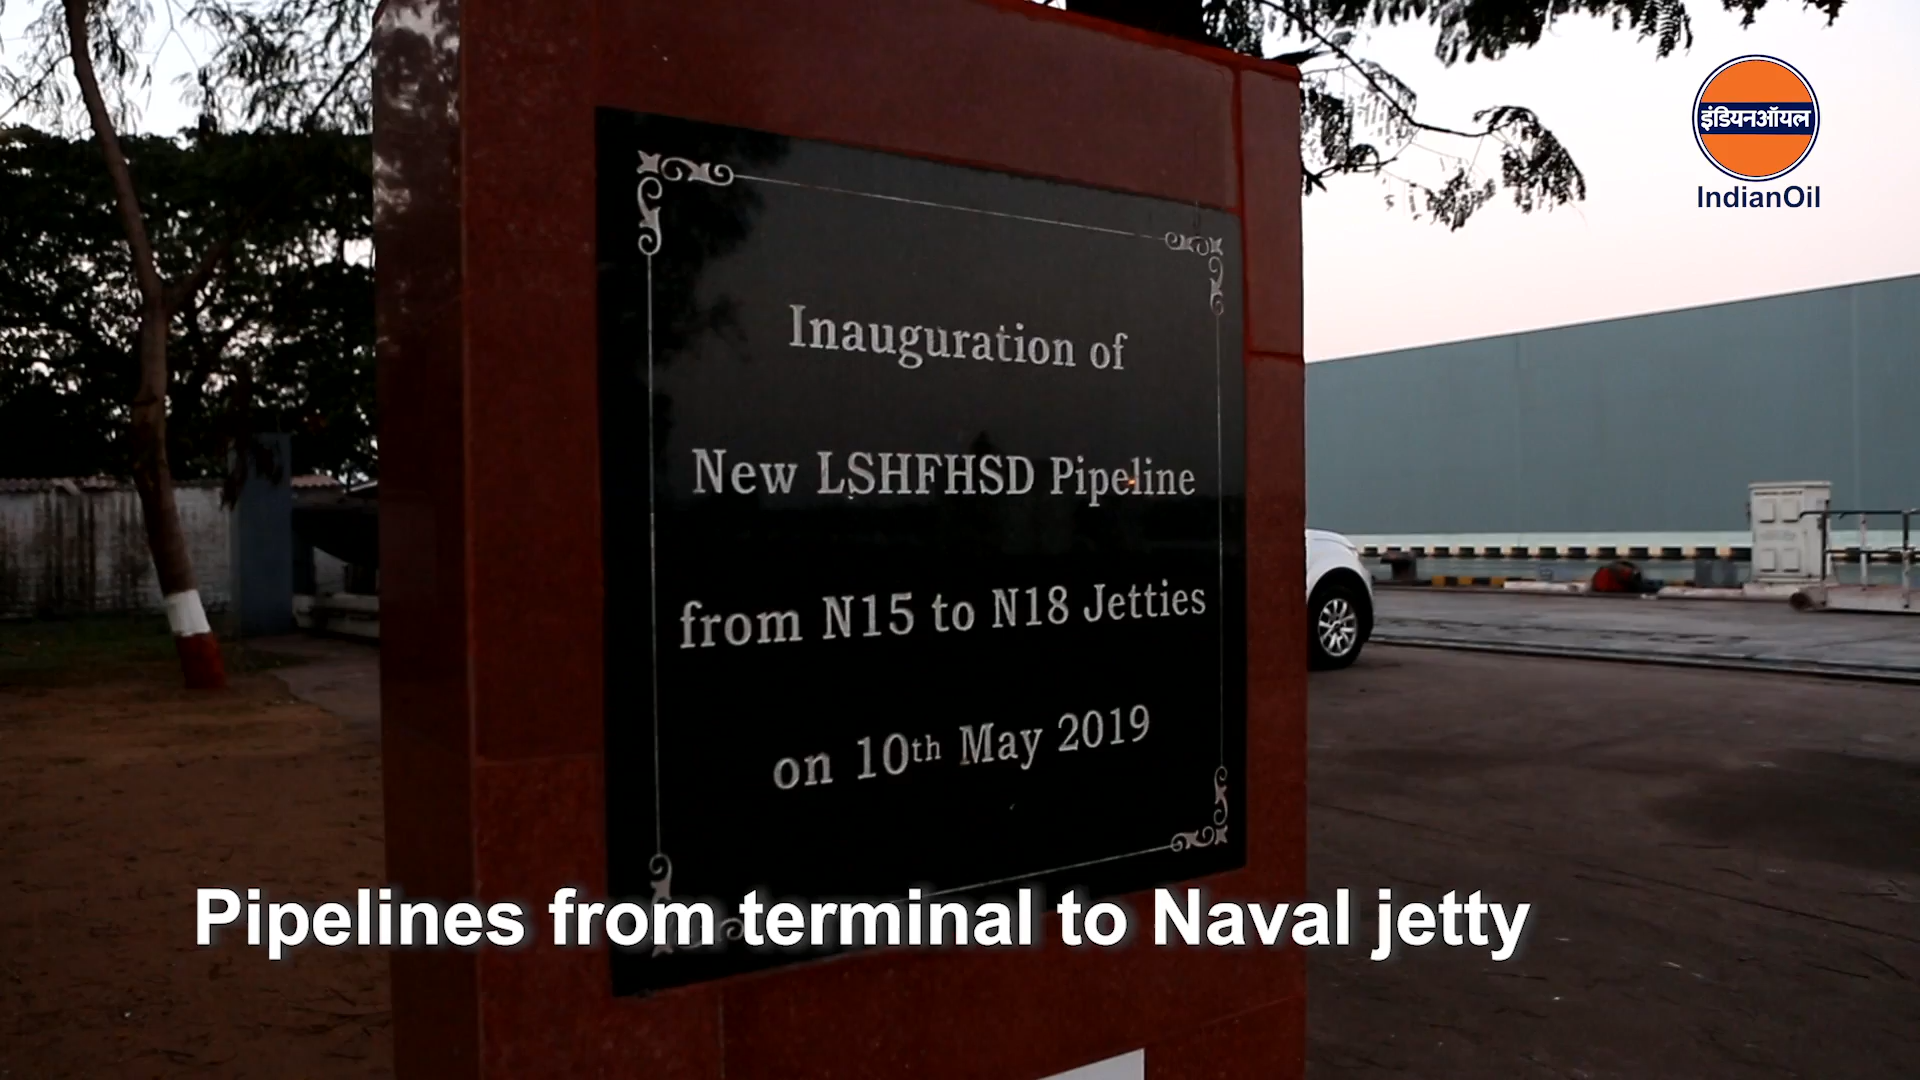 इंडियनऑयल
IndianOil
Inauguration of
New LSHFHSD Pipeline
from N15 to N18 Jetties
on 10th May 2019
Pipelines from terminal to Naval jetty